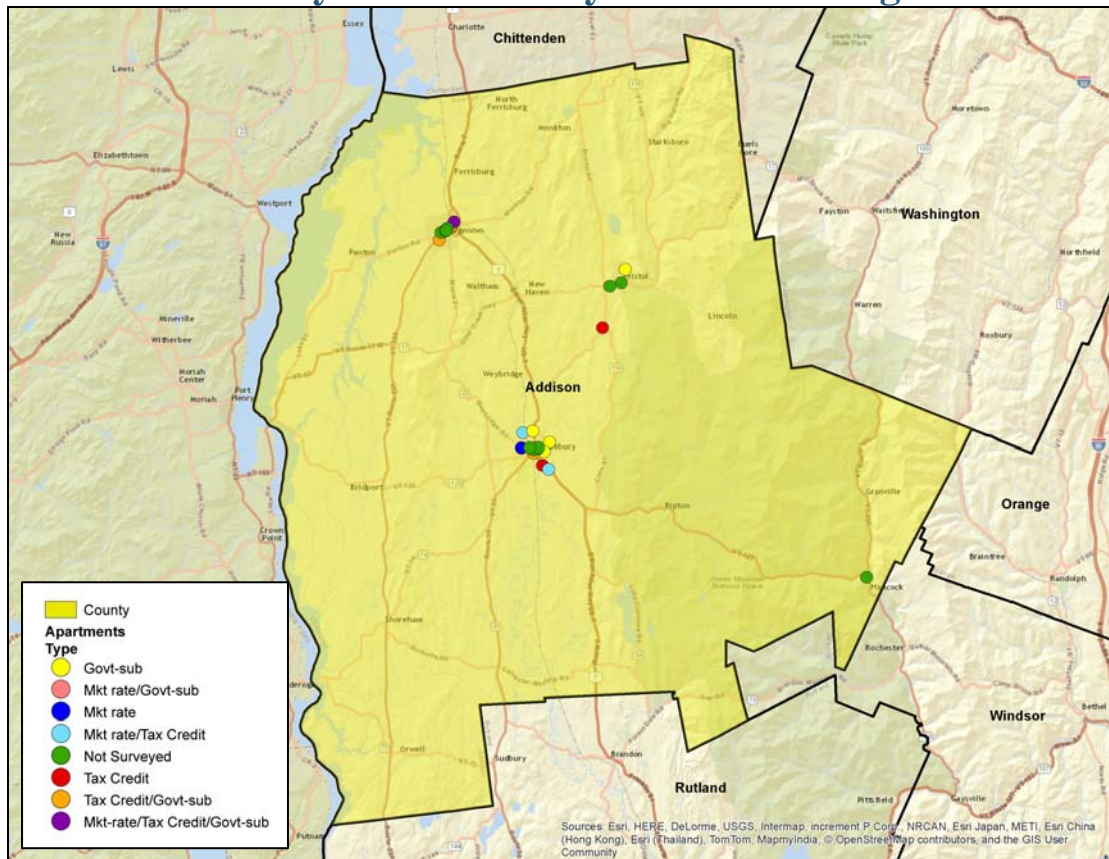 Essex
Charlotte
Chittenden
Lewis
North
Ferrisburg
Monkton
Starksboro
Moretown
Elizabethtown
Ferrisburg
Westport
Fayston
Waitsfield
Washington
New
Russia
Panton
Northfield
Waltham
New
Haven
Warren
Lincoln
Mineville
Witherbee
Roxbury
Moriah
Center
Port
Henry
Moriah
Weybridge
Addison
Bridport
Ripton
Granville
Orange
Crown
Point
Braintree
Randolph
Hancock
Shoreham
Rochester
Bethel
Windsor
Orwell
Sudbury
Brandon
Rutland
Pittsfield
Gaysville
Putnam
County
Apartments
Type
Govt-sub
Mkt rate/Govt-sub
Mkt rate
Mkt rate/Tax Credit
Not Surveyed
Tax Credit
Tax Credit/Govt-sub
Mkt-rate/Tax Credit/Govt-sub
Sources: Esri, HERE, DeLorme, USGS, Intermap, increment P Corp., NRCAN, Esri Japan, METI, Esri China
(Hong Kong), Esri (Thailand), TomTom, MapmyIndia, © OpenStreetMap contributors, and the GIS User
Community